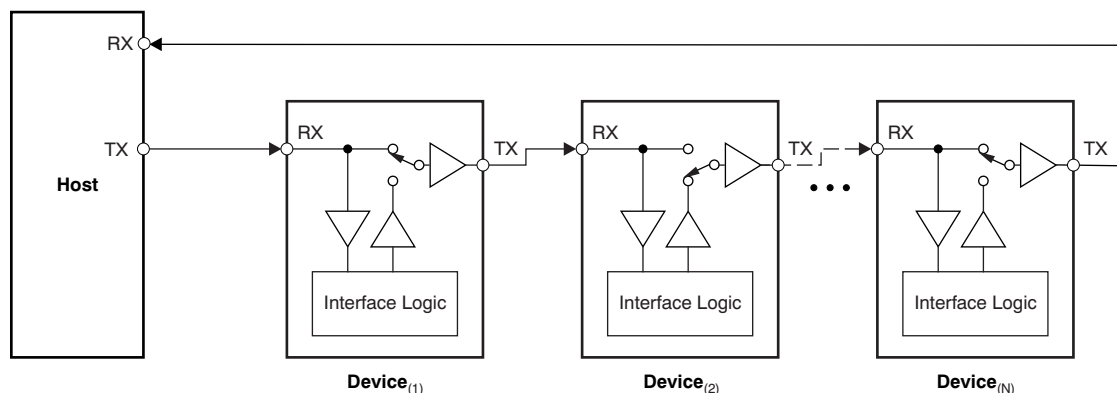 RX
TX
Host
RX
TX
Interface Logic
Device(1)
RX
TX
Interface Logic
Device(2)
• • •
RX
TX
Interface Logic
Device(N)